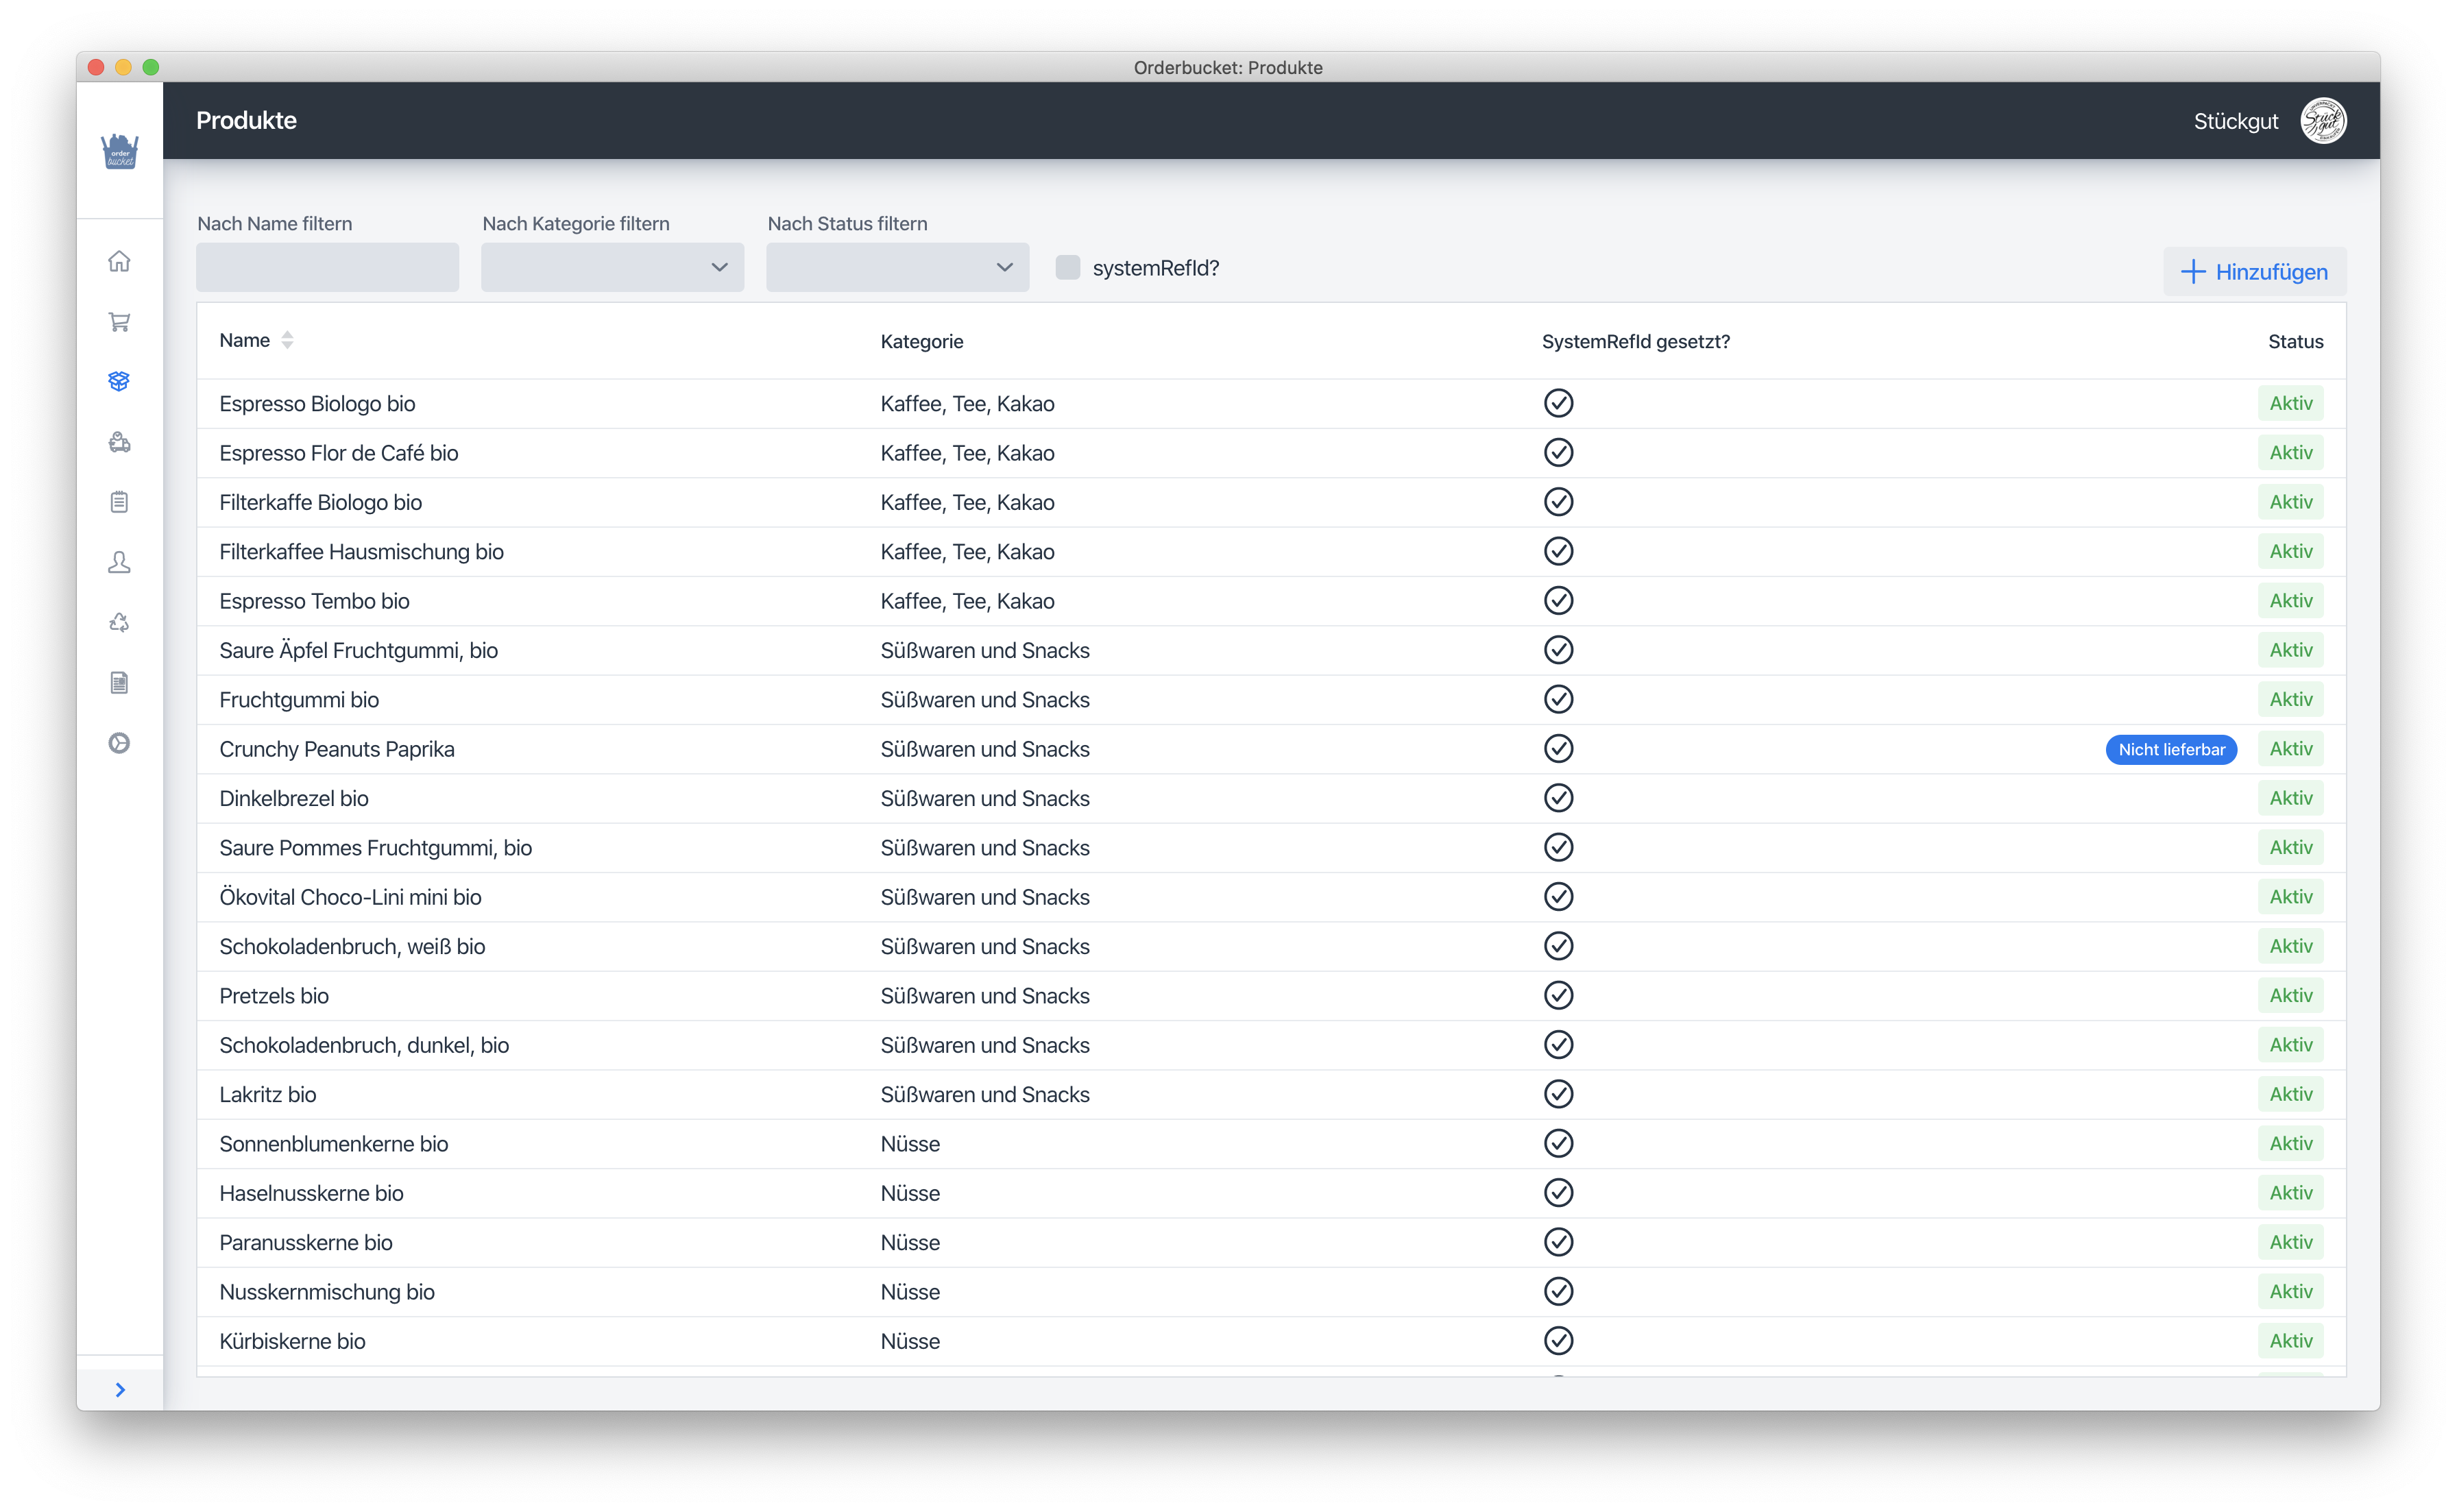 Orderbucket: Produkte
order
bucket
Produkte
Stückgut
Stück
gut
Nach Name filtern
Nach Kategorie filtern
Nach Status filtern
systemRefId?
Hinzufügen
Name Kategorie SystemRefId gesetzt? Status
Espresso Biologo bio Kaffee, Tee, Kakao Aktiv
Espresso Flor de Café bio Kaffee, Tee, Kakao Aktiv
Filterkaffe Biologo bio Kaffee, Tee, Kakao Aktiv
Filterkaffee Hausmischung bio Kaffee, Tee, Kakao Aktiv
Espresso Tembo bio Kaffee, Tee, Kakao Aktiv
Saure Äpfel Fruchtgummi, bio Süßwaren und Snacks Aktiv
Fruchtgummi bio Süßwaren und Snacks Aktiv
Crunchy Peanuts Paprika Süßwaren und Snacks Nicht lieferbar Aktiv
Dinkelbrezel bio Süßwaren und Snacks Aktiv
Saure Pommes Fruchtgummi, bio Süßwaren und Snacks Aktiv
Ökovital Choco-Lini mini bio Süßwaren und Snacks Aktiv
Schokoladenbruch, weiß bio Süßwaren und Snacks Aktiv
Pretzels bio Süßwaren und Snacks Aktiv
Schokoladenbruch, dunkel, bio Süßwaren und Snacks Aktiv
Lakritz bio Süßwaren und Snacks Aktiv
Sonnenblumenkerne bio Nüsse Aktiv
Haselnusskerne bio Nüsse Aktiv
Paranusskerne bio Nüsse Aktiv
Nusskernmischung bio Nüsse Aktiv
Kürbiskerne bio Nüsse Aktiv